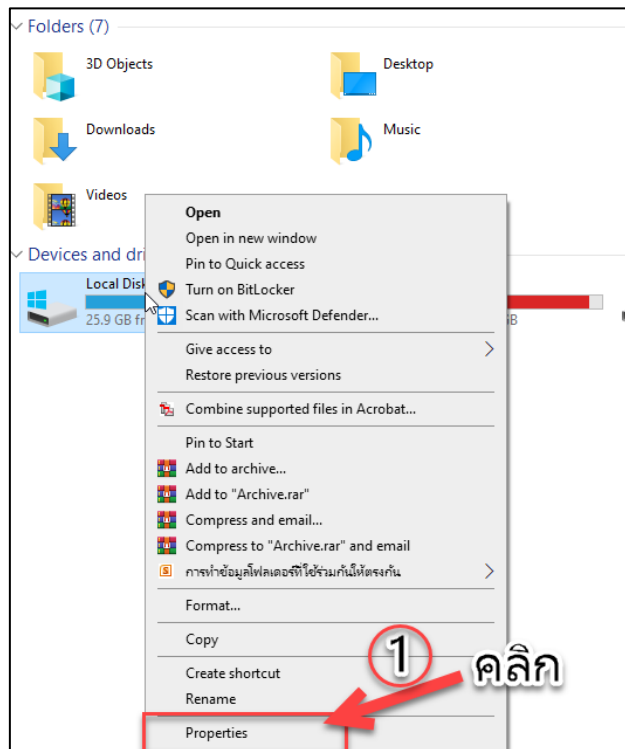 Folders (7)
3D Objects
Desktop
Downloads
Music
Videos
Devices and dri
Local Disk
25.9 GB fr
B
Open
Open in new window
Pin to Quick access
Turn on BitLocker
Scan with Microsoft Defender...
Give access to
Restore previous versions
Combine supported files in Acrobat...
Pin to Start
Add to archive...
Add to "Archive.rar"
Compress and email...
Compress to "Archive.rar" and email
การทำข้อมูลโฟลเดอร์ที่ใช้ร่วมกันให้ตรงกัน
Format...
Copy
Create shortcut
Rename
Properties
1 คลิก